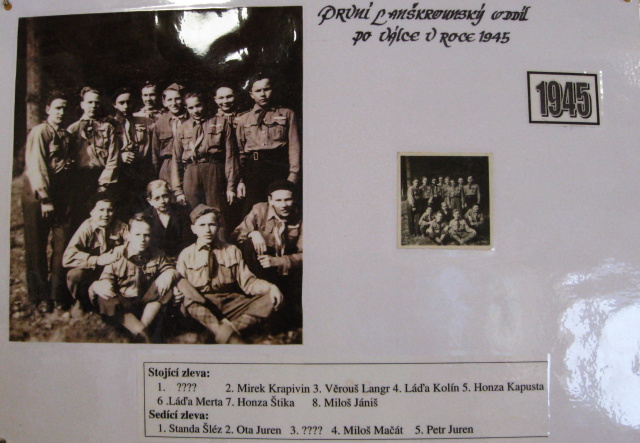 První Lanškrounský oddíl
po válce v roce 1945
1945
Stojící zleva:
1. ???? 2. Mirek Krapivin 3. Věrouš Langr 4. Láďa Kolín 5. Honza Kapusta
6 .Láďa Merta 7. Honza Štika 8. Miloš Jániš
Sedící zleva:
1. Standa Šléz 2. Ota Juren 3. ???? 4. Miloš Mačát 5. Petr Juren